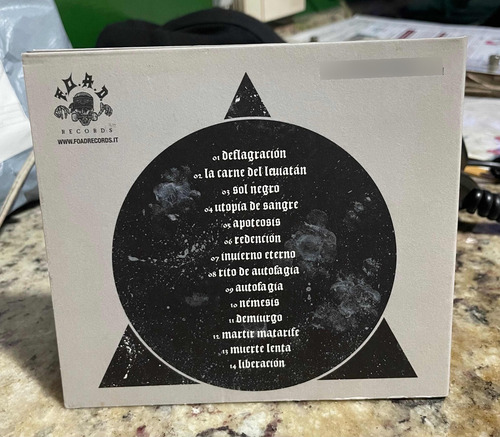 F.O.A.D.
RECORDS
WWW.FOADRECORDS.IT
01 deflagración
02 la carne del leviatán
03 sol negro
04 utopía de sangre
05 apoteosis
06 redención
07 invierno eterno
08 rito de autofagia
09 autofagia
10 némesis
11 demiurgo
12 martir matarife
13 muerte lenta
14 liberación